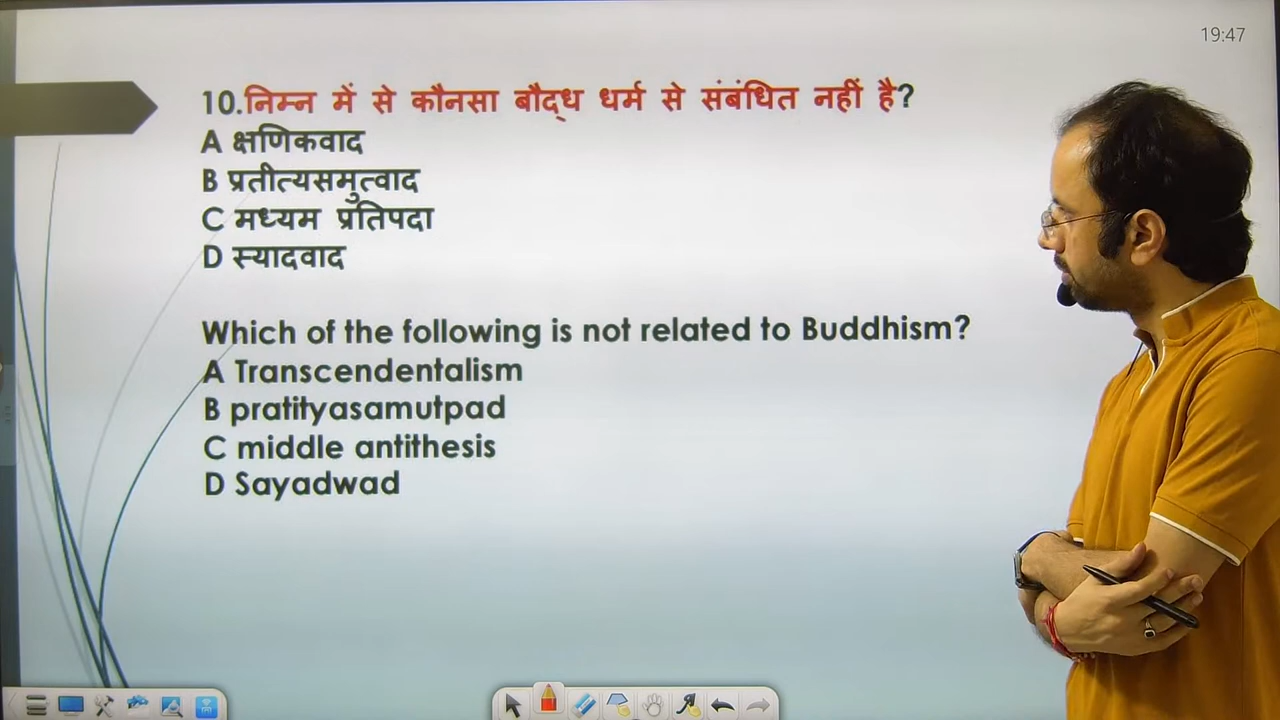 19:47
10.निम्न में से कौनसा बौद्ध धर्म से संबंधित नहीं है?
A क्षणिकवाद
B प्रतीत्यसमुत्वाद
C मध्यम प्रतिपदा
D स्यादवाद
Which of the following is not related to Buddhism?
A Transcendentalism
B pratityasamutpad
C middle antithesis
D Sayadwad